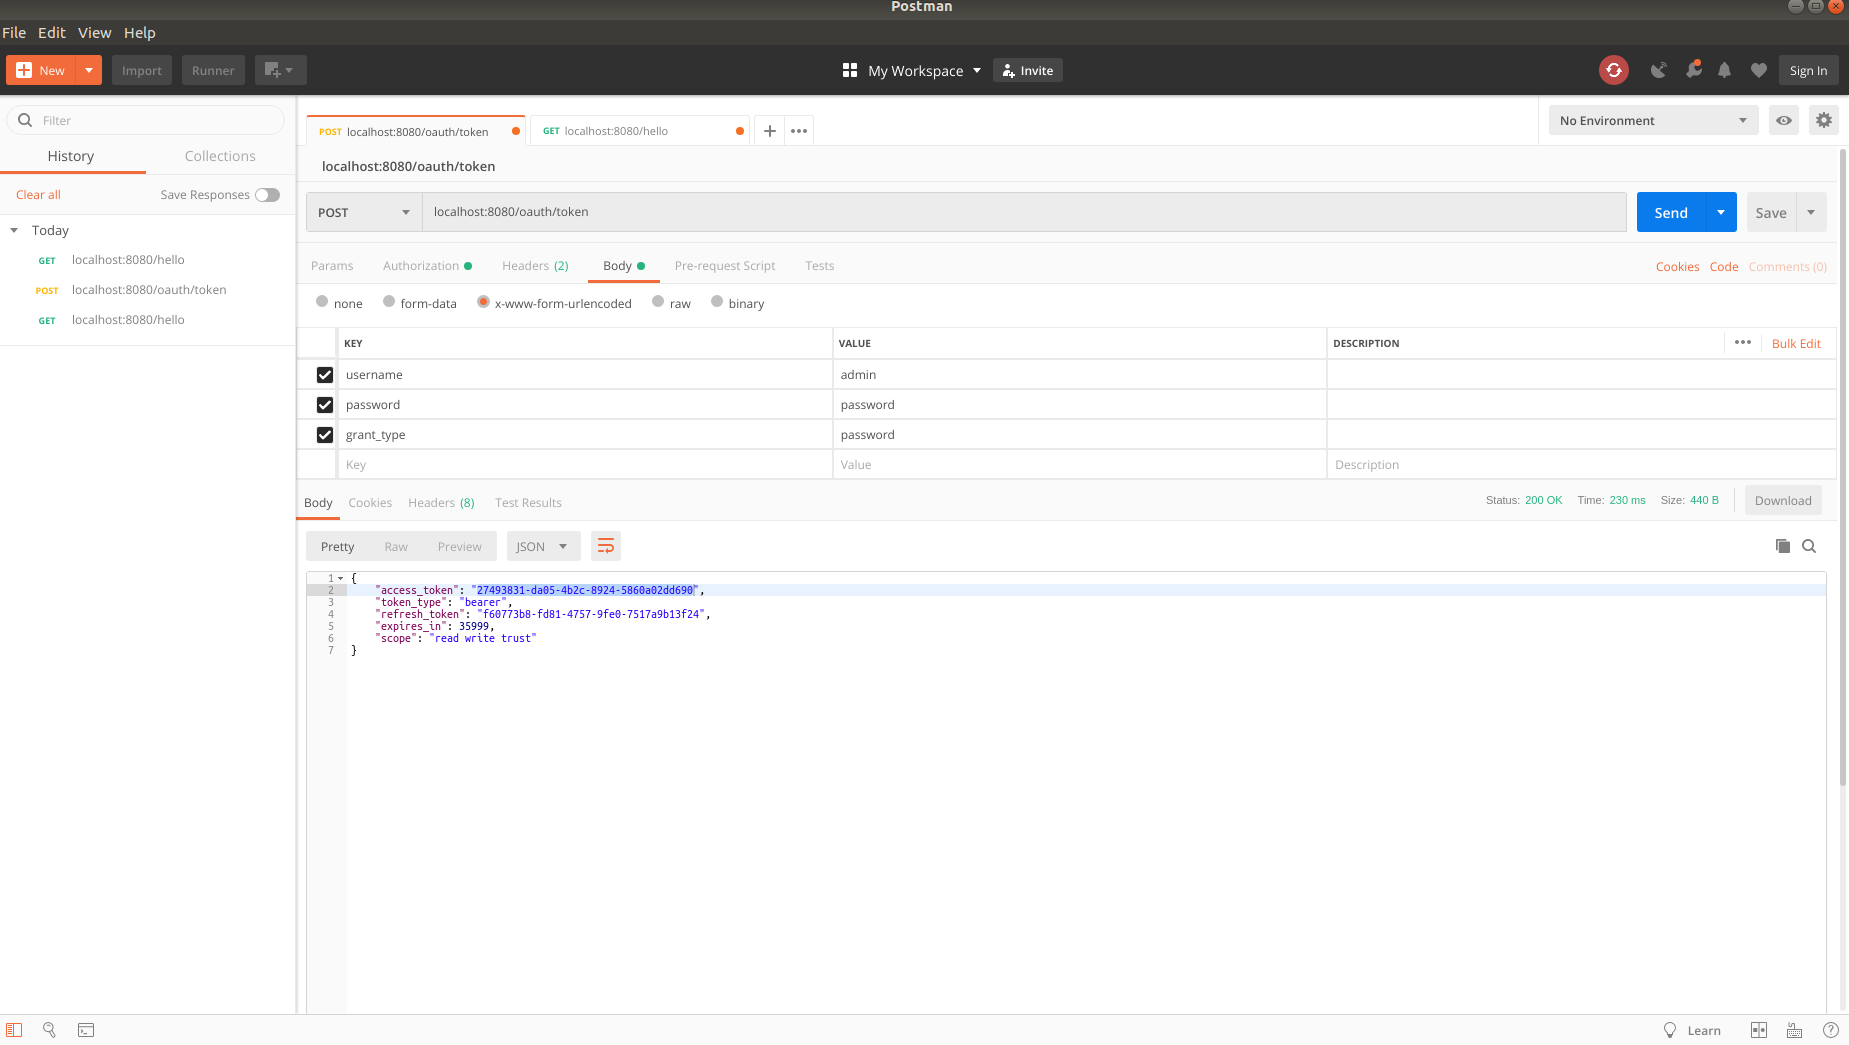 Postman
File Edit View Help
New Import Runner My Workspace Invite Sign In
Filter
History Collections
Clear all Save Responses
Today
GET localhost:8080/hello
POST localhost:8080/oauth/token
GET localhost:8080/hello
POST localhost:8080/oauth/token GET localhost:8080/hello No Environment
localhost:8080/oauth/token
POST localhost:8080/oauth/token Send Save
Params Authorization Headers (2) Body Pre-request Script Tests Cookies Code Comments (0)
none form-data x-www-form-urlencoded raw binary
KEY VALUE DESCRIPTION Bulk Edit
username admin
password password
grant_type password
Key Value Description
Body Cookies Headers (8) Test Results Status: 200 OK Time: 230 ms Size: 440 B Download
Pretty Raw Preview JSON
1 {
2 "access_token": "27493831-da05-4b2c-8924-5860a02dd690",
3 "token_type": "bearer",
4 "refresh_token": "f60773b8-fd81-4757-9fe0-7517a9b13f24",
5 "expires_in": 35999,
6 "scope": "read write trust"
7 }
Learn